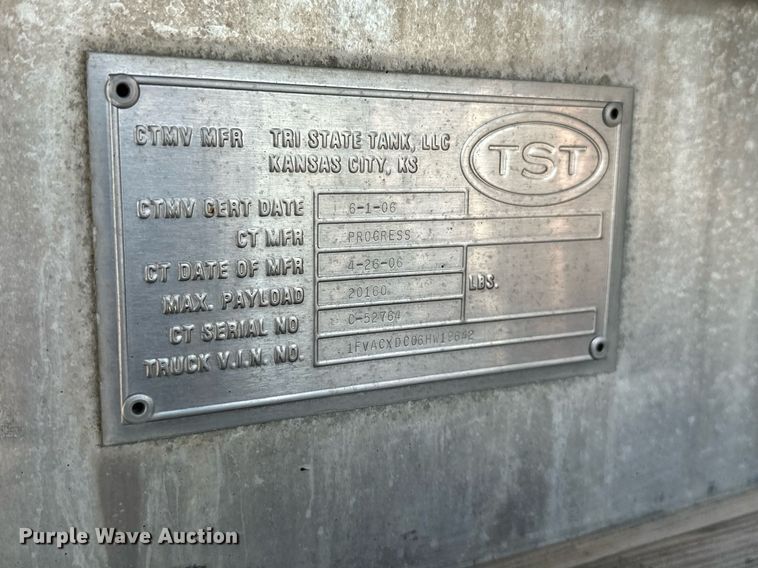 CTMV MFR TRI STATE TANK, LLC
KANSAS CITY, KS
TST
CTMV CERT DATE 6-1-06
CT MFR PROGRESS
CT DATE OF MFR 4-26-06
MAX. PAYLOAD 20160 LBS.
CT SERIAL NO C-52764
TRUCK V.I.N. NO. 1FVACXDC06HW12642
Purple Wave Auction®